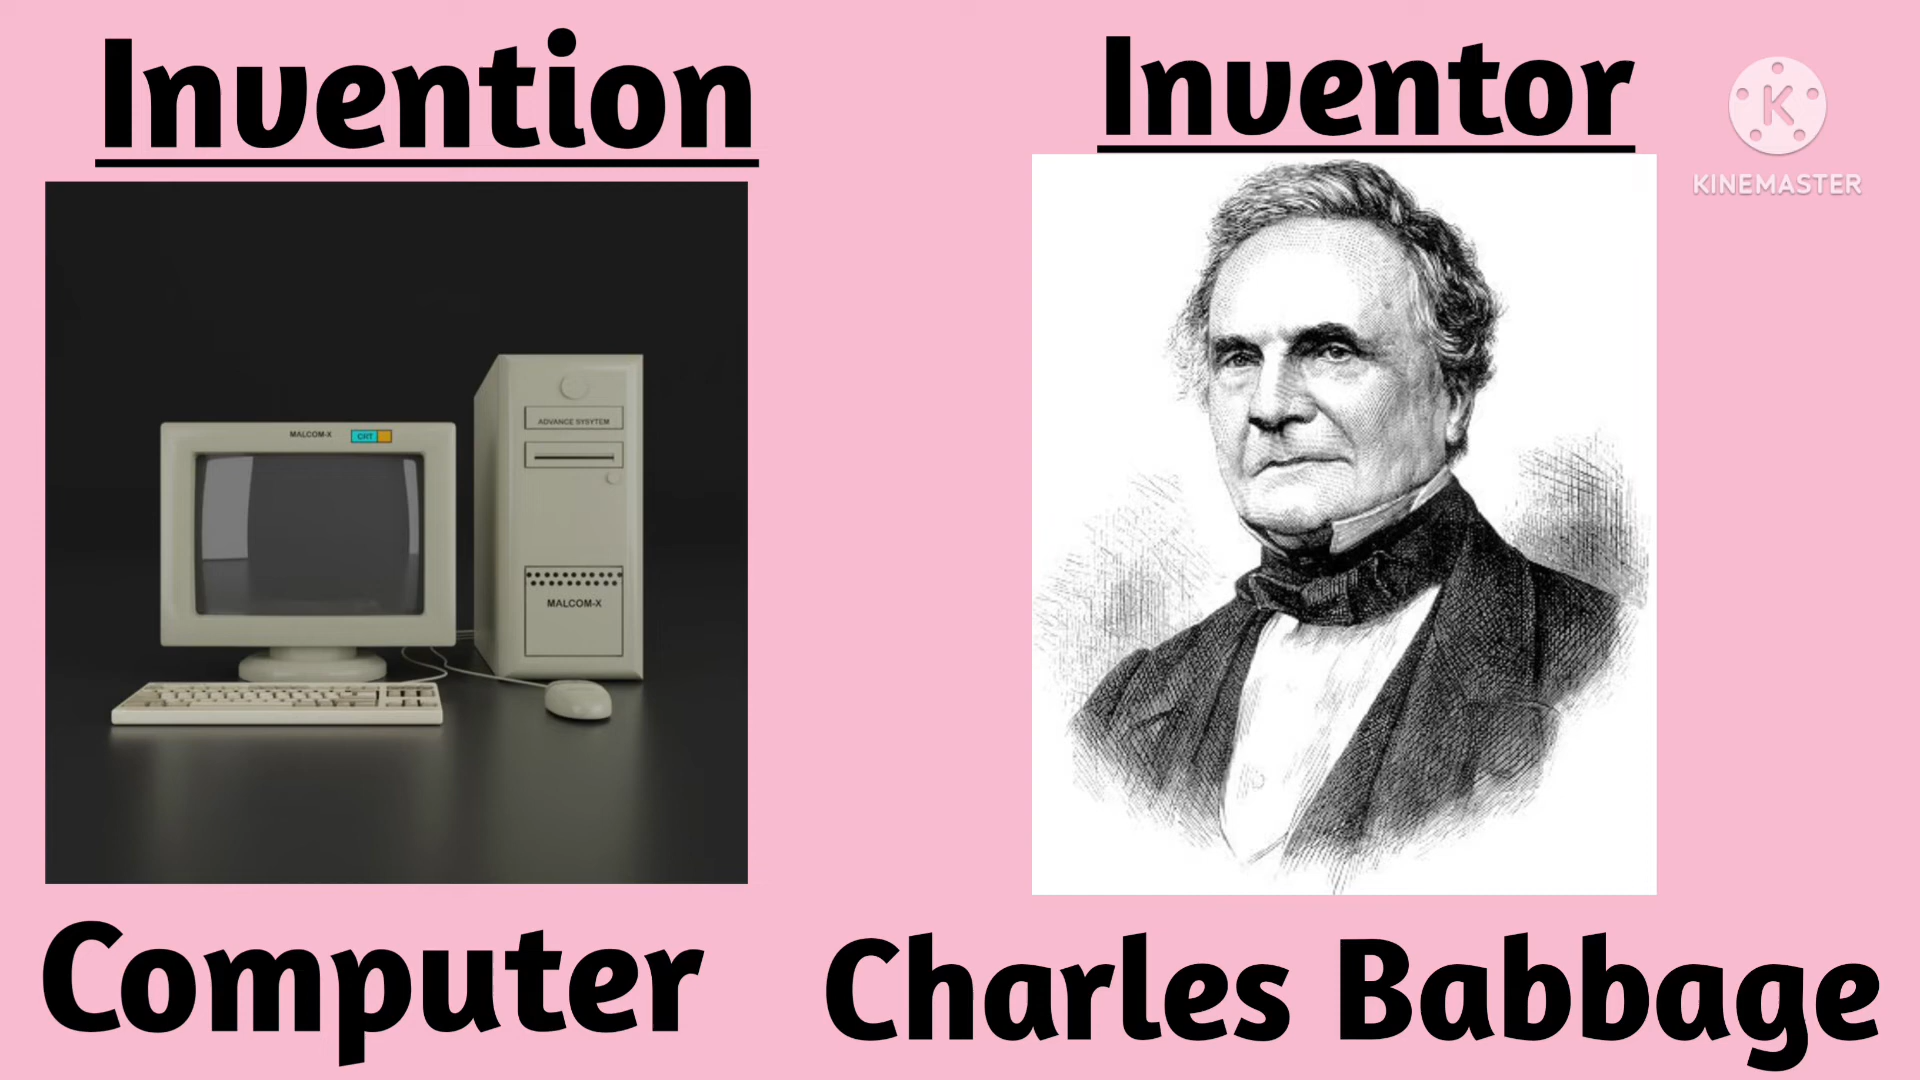 Invention
Inventor
K
KINEMASTER
MALCOM-X
CRT
ADVANCE SYSYTEM
MALCOM-X
Computer
Charles Babbage